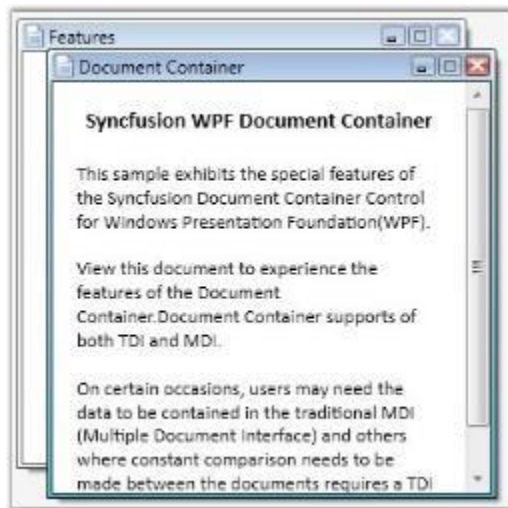 Features
Document Container
Syncfusion WPF Document Container
This sample exhibits the special features of
the Syncfusion Document Container Control
for Windows Presentation Foundation(WPF).
View this document to experience the
features of the Document
Container.Document Container supports of
both TDI and MDI.
On certain occasions, users may need the
data to be contained in the traditional MDI
(Multiple Document Interface) and others
where constant comparison needs to be
made between the documents requires a TDI